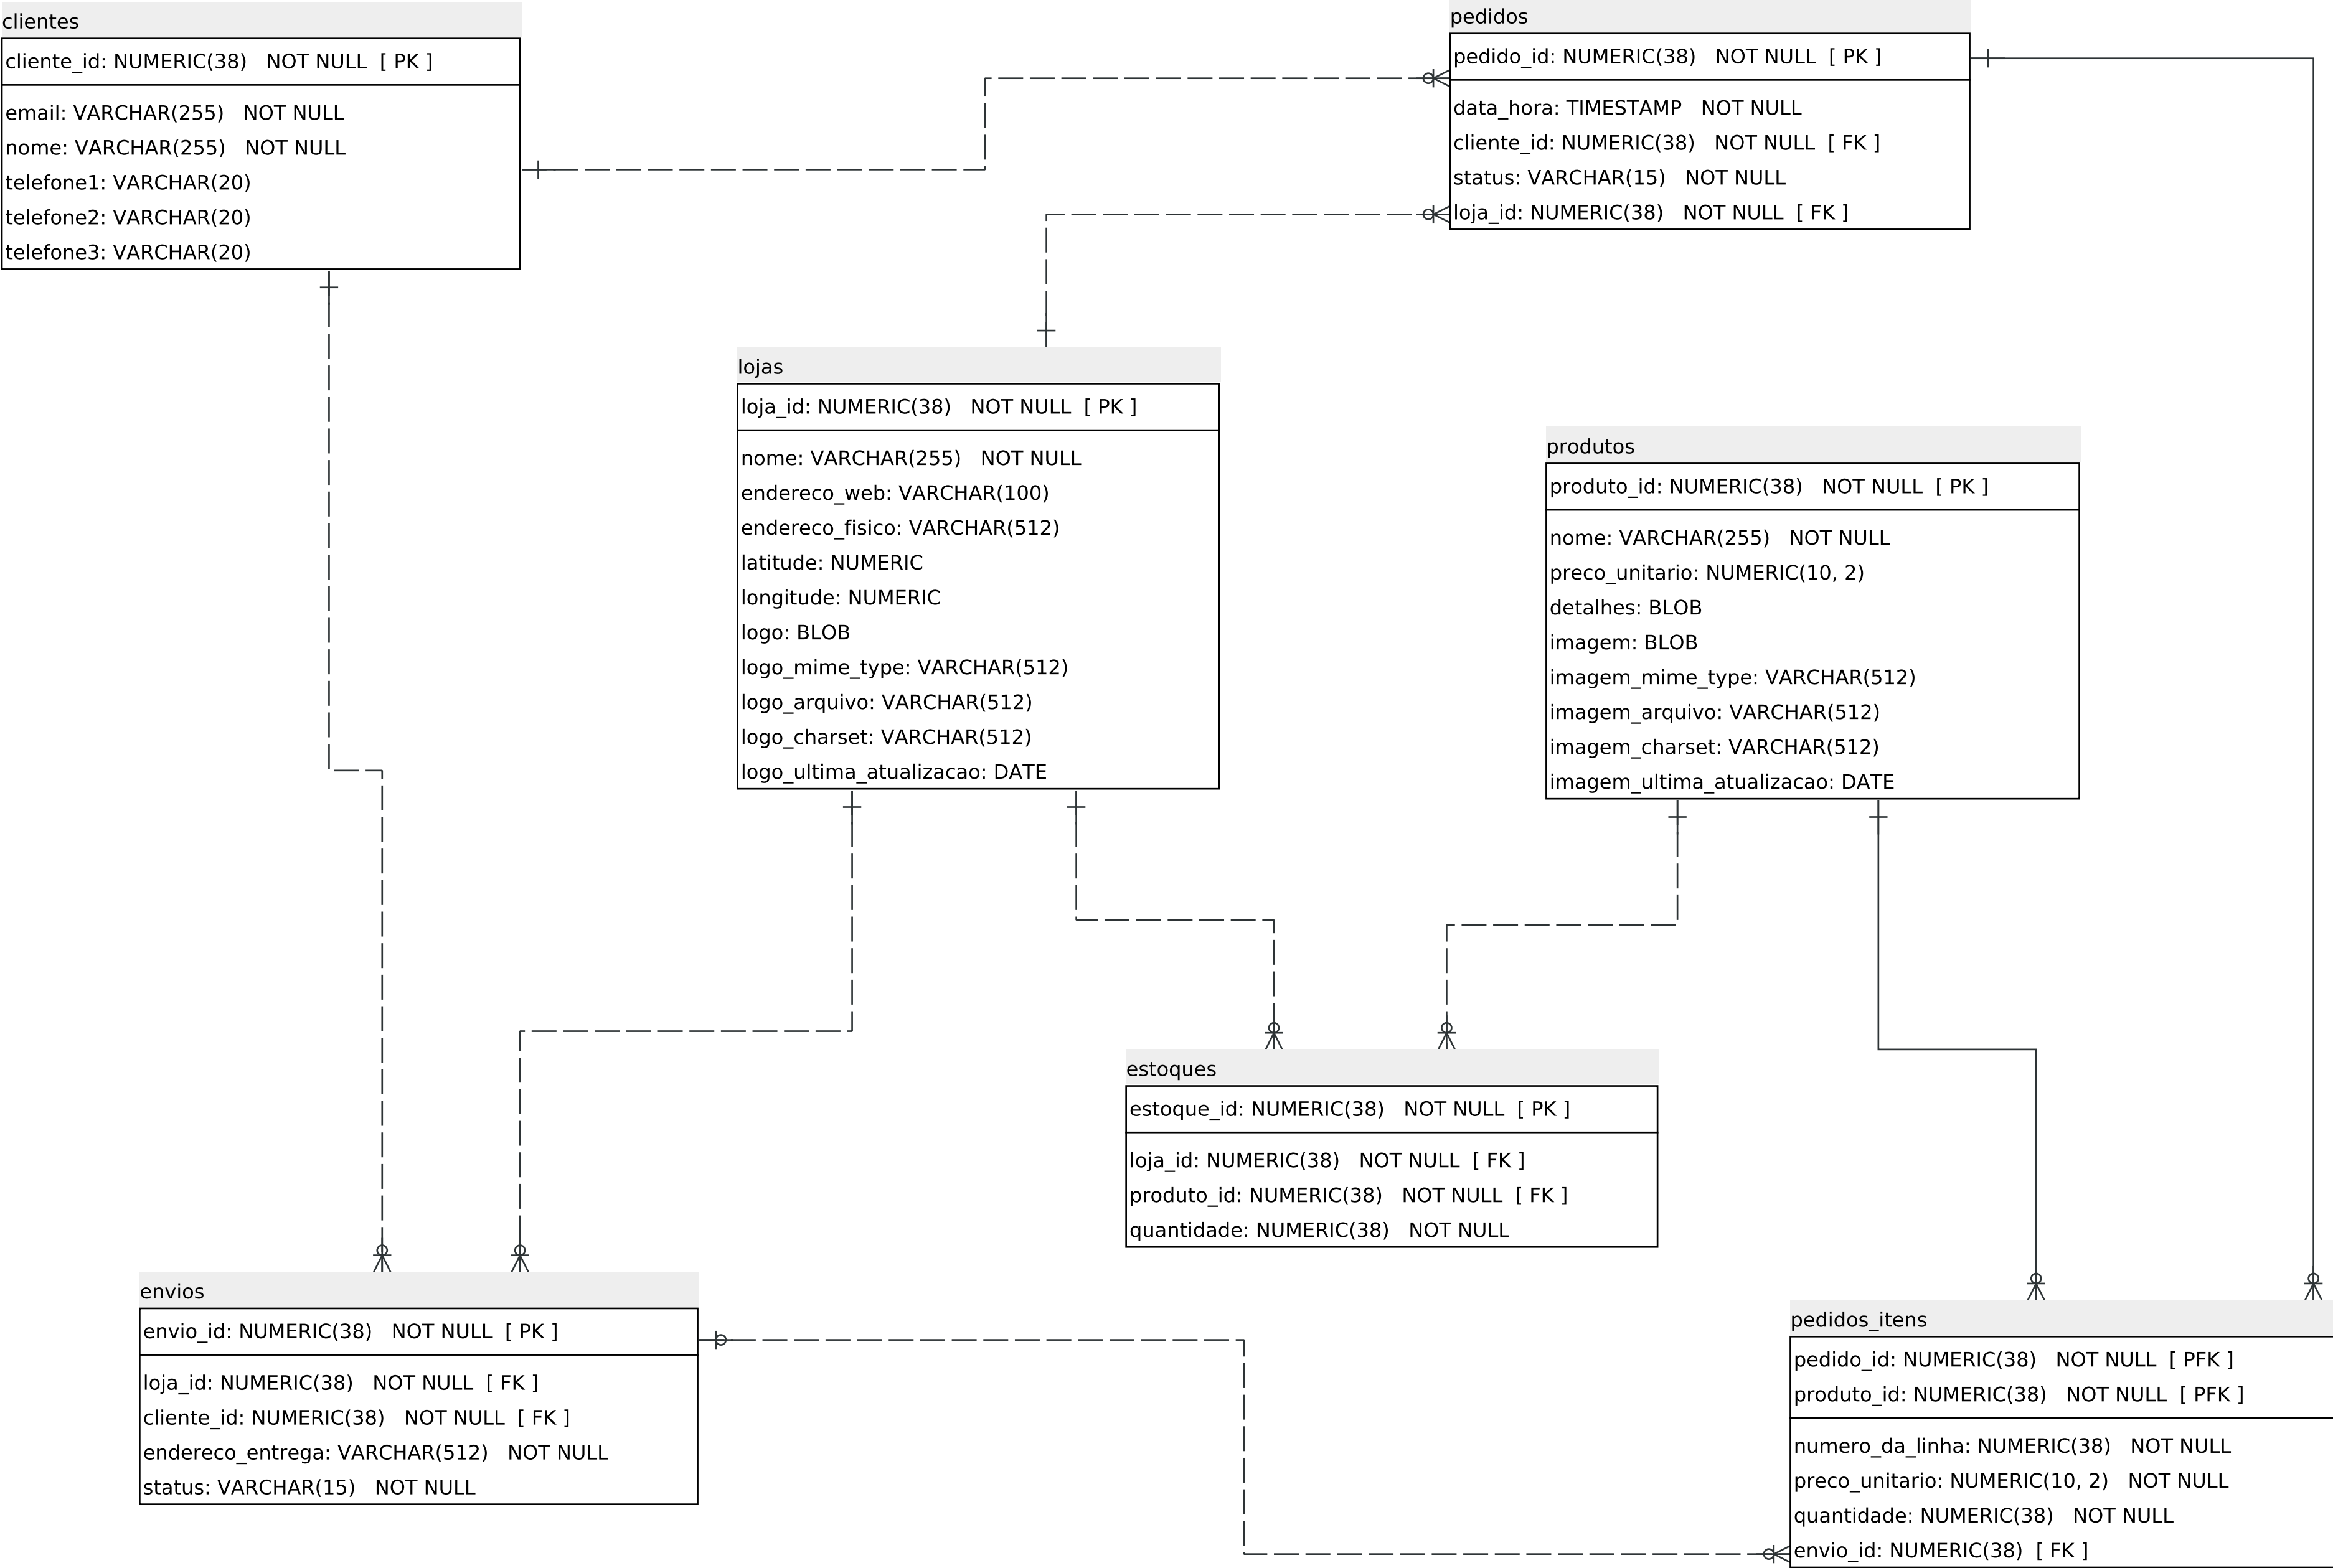 clientes
cliente_id: NUMERIC(38) NOT NULL [ PK ]
email: VARCHAR(255) NOT NULL
nome: VARCHAR(255) NOT NULL
telefone1: VARCHAR(20)
telefone2: VARCHAR(20)
telefone3: VARCHAR(20)
pedidos
pedido_id: NUMERIC(38) NOT NULL [ PK ]
data_hora: TIMESTAMP NOT NULL
cliente_id: NUMERIC(38) NOT NULL [ FK ]
status: VARCHAR(15) NOT NULL
loja_id: NUMERIC(38) NOT NULL [ FK ]
lojas
loja_id: NUMERIC(38) NOT NULL [ PK ]
nome: VARCHAR(255) NOT NULL
endereco_web: VARCHAR(100)
endereco_fisico: VARCHAR(512)
latitude: NUMERIC
longitude: NUMERIC
logo: BLOB
logo_mime_type: VARCHAR(512)
logo_arquivo: VARCHAR(512)
logo_charset: VARCHAR(512)
logo_ultima_atualizacao: DATE
produtos
produto_id: NUMERIC(38) NOT NULL [ PK ]
nome: VARCHAR(255) NOT NULL
preco_unitario: NUMERIC(10, 2)
detalhes: BLOB
imagem: BLOB
imagem_mime_type: VARCHAR(512)
imagem_arquivo: VARCHAR(512)
imagem_charset: VARCHAR(512)
imagem_ultima_atualizacao: DATE
estoques
estoque_id: NUMERIC(38) NOT NULL [ PK ]
loja_id: NUMERIC(38) NOT NULL [ FK ]
produto_id: NUMERIC(38) NOT NULL [ FK ]
quantidade: NUMERIC(38) NOT NULL
envios
envio_id: NUMERIC(38) NOT NULL [ PK ]
loja_id: NUMERIC(38) NOT NULL [ FK ]
cliente_id: NUMERIC(38) NOT NULL [ FK ]
endereco_entrega: VARCHAR(512) NOT NULL
status: VARCHAR(15) NOT NULL
pedidos_itens
pedido_id: NUMERIC(38) NOT NULL [ PFK ]
produto_id: NUMERIC(38) NOT NULL [ PFK ]
numero_da_linha: NUMERIC(38) NOT NULL
preco_unitario: NUMERIC(10, 2) NOT NULL
quantidade: NUMERIC(38) NOT NULL
envio_id: NUMERIC(38) [ FK ]